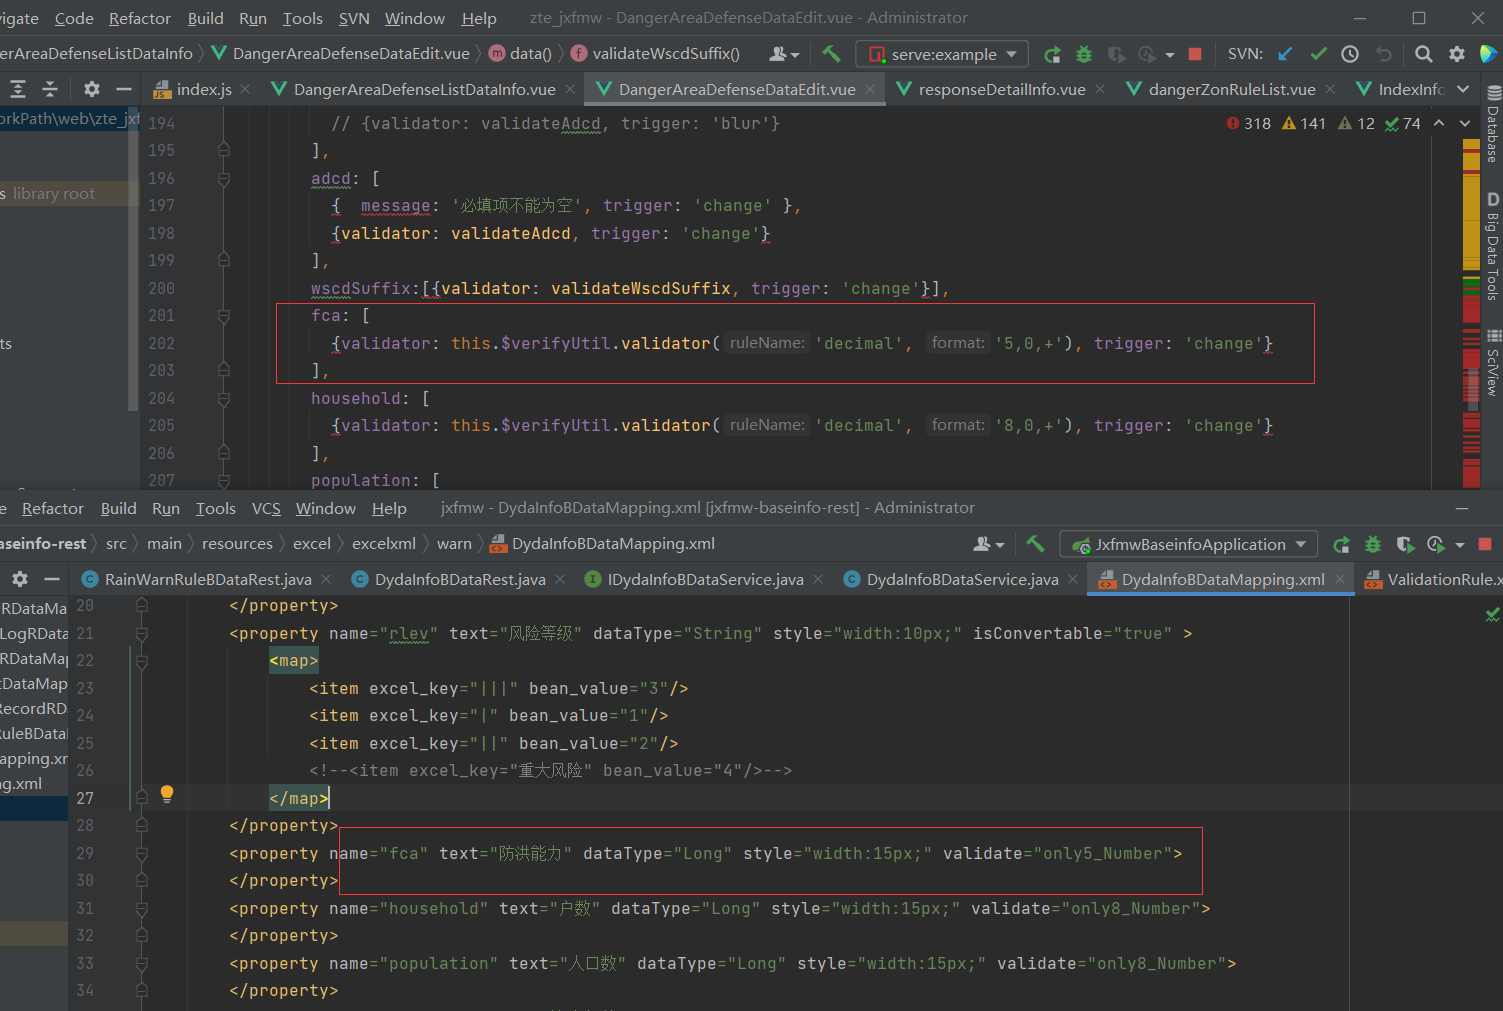 igate Code Refactor Build Run Tools SVN Window Help zte_jxfmw - DangerAreaDefenseDataEdit.vue - Administrator
erAreaDefenseListDataInfo DangerAreaDefenseDataEdit.vue m data() f validateWscdSuffix() serve:example SVN:
index.js DangerAreaDefenseListDataInfo.vue DangerAreaDefenseDataEdit.vue responseDetailInfo.vue dangerZonRuleList.vue IndexInfo
orkPath\web\zte_jxf
s library root
ts
318 141 12 74
194 // {validator: validateAdcd, trigger: 'blur'}
195 ],
196 adcd: [
197 { message: '必填项不能为空', trigger: 'change' },
198 {validator: validateAdcd, trigger: 'change'}
199 ],
200 wscdSuffix:[{validator: validateWscdSuffix, trigger: 'change'}],
201 fca: [
202 {validator: this.$verifyUtil.validator( ruleName: 'decimal', format: '5,0,+'), trigger: 'change'}
203 ],
204 household: [
205 {validator: this.$verifyUtil.validator( ruleName: 'decimal', format: '8,0,+'), trigger: 'change'}
206 ],
207 population: [
Database
D Big Data Tools
SciView
e Refactor Build Run Tools VCS Window Help jxfmw - DydaInfoBDataMapping.xml [jxfmw-baseinfo-rest] - Administrator
aseinfo-rest src main resources excel excelxml warn DydaInfoBDataMapping.xml JxfmwBaseinfoApplication
RainWarnRuleBDataRest.java DydaInfoBDataRest.java IDydaInfoBDataService.java DydaInfoBDataService.java DydaInfoBDataMapping.xml ValidationRule.x
RDataMa
LogRData
RDataMap
tDataMap
RecordRD
RuleBData
apping.xr
ng.xml
20 </property>
21 <property name="rlev" text="风险等级" dataType="String" style="width:10px;" isConvertable="true" >
22 <map>
23 <item excel_key="|||" bean_value="3"/>
24 <item excel_key="|" bean_value="1"/>
25 <item excel_key="||" bean_value="2"/>
26 <!--<item excel_key="重大风险" bean_value="4"/>-->
27 </map>
28 </property>
29 <property name="fca" text="防洪能力" dataType="Long" style="width:15px;" validate="only5_Number">
30 </property>
31 <property name="household" text="户数" dataType="Long" style="width:15px;" validate="only8_Number">
32 </property>
33 <property name="population" text="人口数" dataType="Long" style="width:15px;" validate="only8_Number">
34 </property>